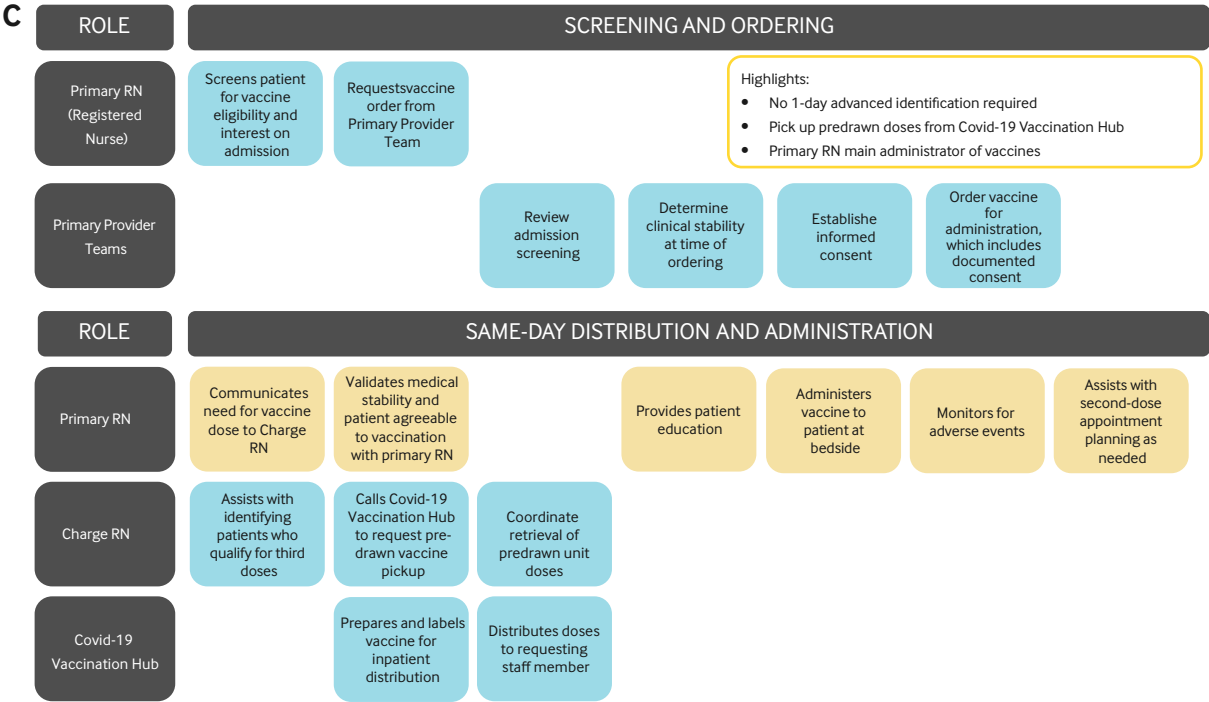 C
ROLE
SCREENING AND ORDERING
Primary RN
(Registered
Nurse)
Screens patient
for vaccine
eligibility and
interest on
admission
Requestsvaccine
order from
Primary Provider
Team
Highlights:
• No 1-day advanced identification required
• Pick up predrawn doses from Covid-19 Vaccination Hub
• Primary RN main administrator of vaccines
Primary Provider
Teams
Review
admission
screening
Determine
clinical stability
at time of
ordering
Establishe
informed
consent
Order vaccine
for
administration,
which includes
documented
consent
ROLE
SAME-DAY DISTRIBUTION AND ADMINISTRATION
Primary RN
Communicates
need for vaccine
dose to Charge
RN
Validates medical
stability and
patient agreeable
to vaccination
with primary RN
Provides patient
education
Administers
vaccine to
patient at
bedside
Monitors for
adverse events
Assists with
second-dose
appointment
planning as
needed
Charge RN
Assists with
identifying
patients who
qualify for third
doses
Calls Covid-19
Vaccination Hub
to request pre-
drawn vaccine
pickup
Coordinate
retrieval of
predrawn unit
doses
Covid-19
Vaccination Hub
Prepares and labels
vaccine for
inpatient
distribution
Distributes doses
to requesting
staff member